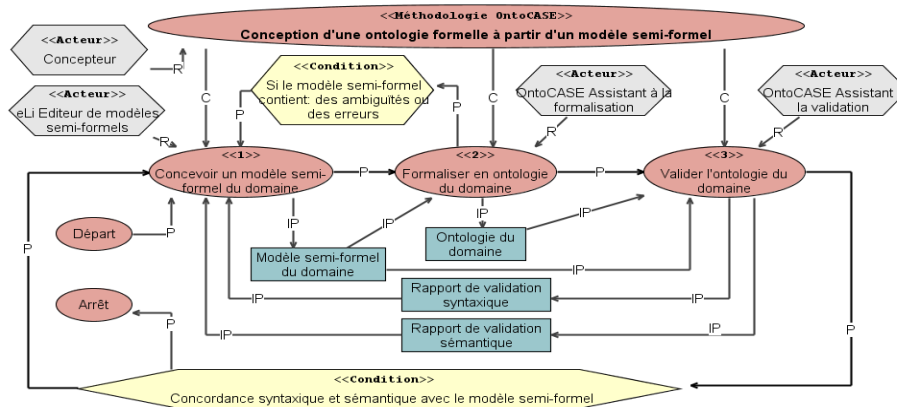 <<Méthodologie OntoCASE>>
Conception d'une ontologie formelle à partir d'un modèle semi-formel
<<Acteur>>
Concepteur
R
C
<<Condition>>
Si le modèle semi-formel
contient: des ambiguïtés ou
des erreurs
P
P
C
<<Acteur>>
OntoCASE Assistant à la
formalisation
R
C
<<Acteur>>
OntoCASE Assistant à
la validation
R
<<Acteur>>
eLi Editeur de modèles
semi-formels
R
<<1>>
Concevoir un modèle semi-
formel du domaine
P
<<2>>
Formaliser en ontologie
du domaine
P
<<3>>
Valider l'ontologie du
domaine
Départ
P
IP
IP
IP
IP
Ontologie du
domaine
P
Modèle semi-formel
du domaine
IP
Arrêt
P
IP
Rapport de validation
syntaxique
IP
IP
Rapport de validation
sémantique
IP
P
<<Condition>>
Concordance syntaxique et sémantique avec le modèle semi-formel